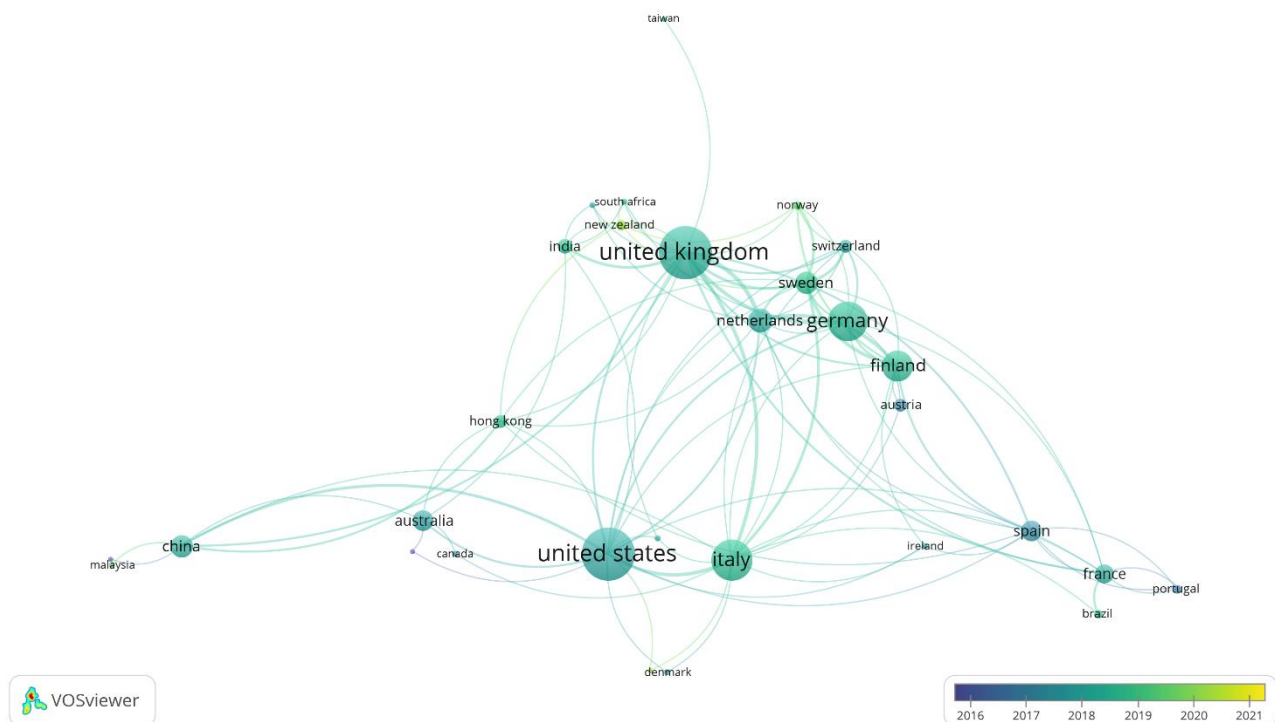 taiwan
south africa
new zealand
norway
india
united kingdom
switzerland
sweden
netherlands
germany
finland
austria
hong kong
australia
china
malaysia
canada
united states
italy
ireland
spain
france
portugal
brazil
denmark
VOSviewer
2016 2017 2018 2019 2020 2021